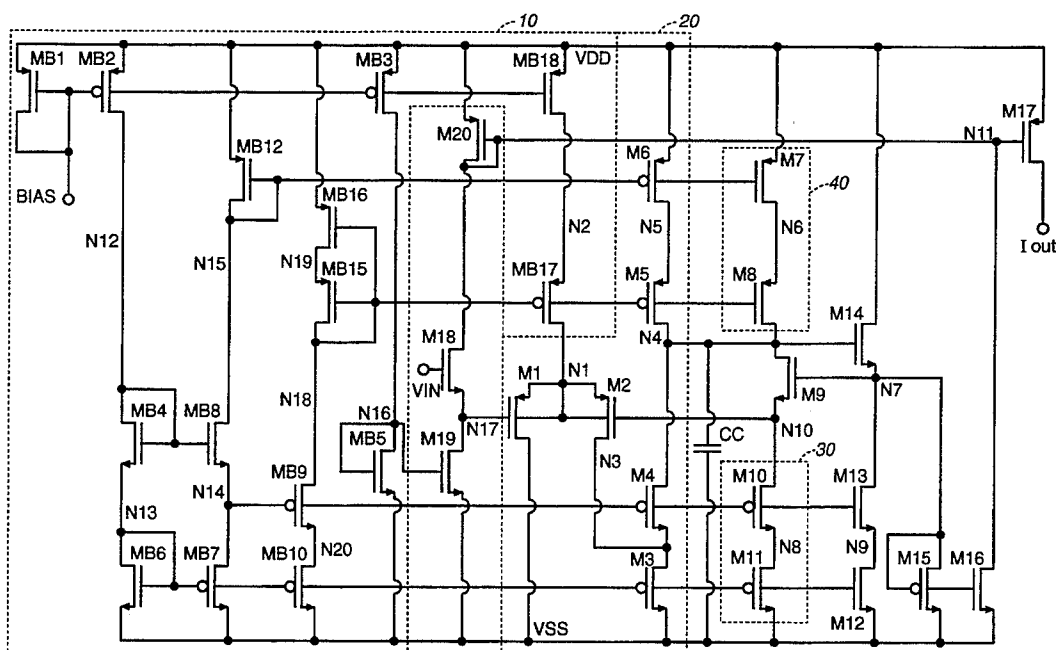 10
20
MB1
MB2
MB3
MB18
VDD
M17
M20
N11
MB12
M6
M7
40
BIAS
MB16
N2
N5
N6
I out
N12
N15
N19
MB15
MB17
M5
M8
M14
M18
N4
VIN
M1
N1
M2
M9
N7
N18
N16
N17
N10
MB4
MB8
MB5
M19
N3
CC
30
MB9
M4
M10
M13
N13
N14
N20
N8
N9
MB6
MB7
MB10
M3
M11
M15
M16
VSS
M12